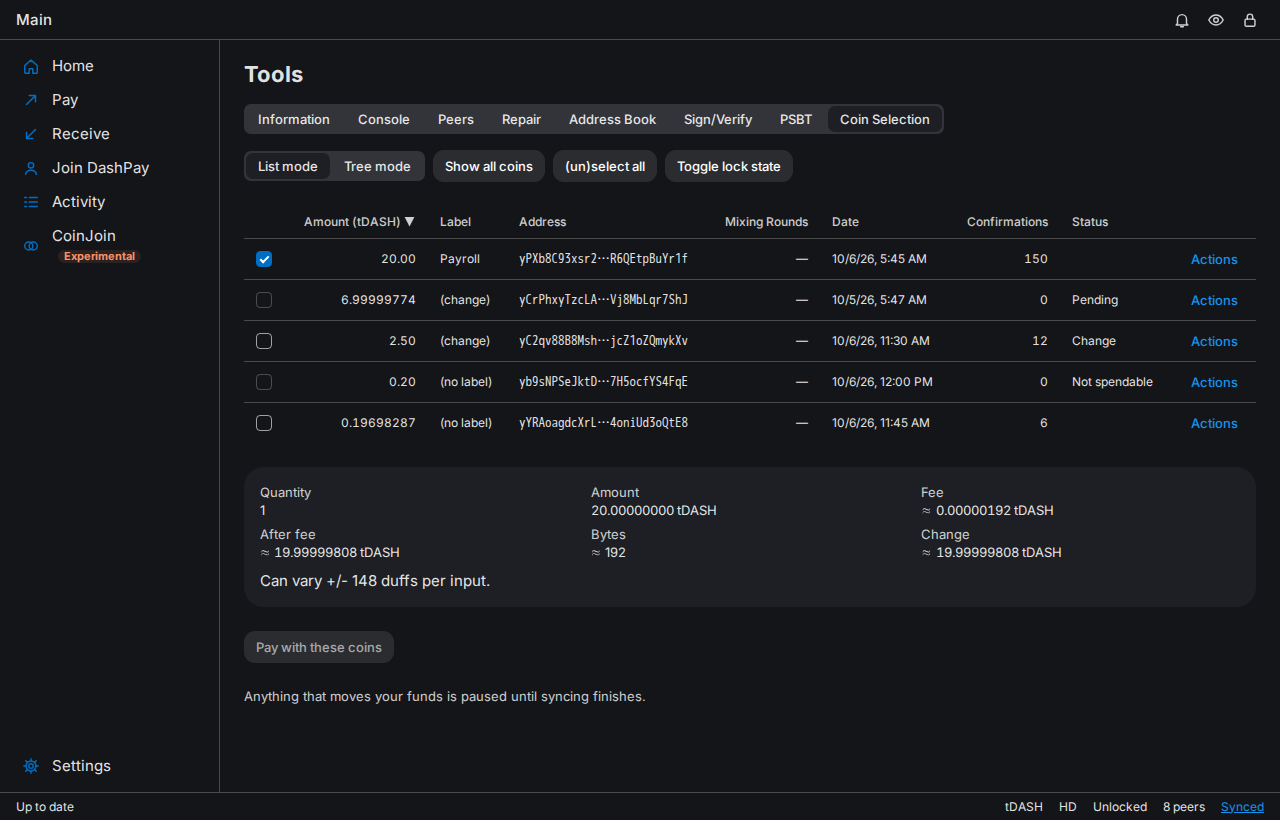 Main
Home
Pay
Receive
Join DashPay
Activity
CoinJoin
Experimental
Settings
Tools
Information Console Peers Repair Address Book Sign/Verify PSBT Coin Selection
List mode Tree mode Show all coins (un)select all Toggle lock state
Amount (tDASH) ▼ Label Address Mixing Rounds Date Confirmations Status
20.00 Payroll yPXb8C93xsr2⋯R6QEtpBuYr1f — 10/6/26, 5:45 AM 150 Actions
6.99999774 (change) yCrPhxyTzcLA⋯Vj8MbLqr7ShJ — 10/5/26, 5:47 AM 0 Pending Actions
2.50 (change) yC2qv88B8Msh⋯jcZ1oZQmykXv — 10/6/26, 11:30 AM 12 Change Actions
0.20 (no label) yb9sNPSeJktD⋯7H5ocfYS4FqE — 10/6/26, 12:00 PM 0 Not spendable Actions
0.19698287 (no label) yYRAoagdcXrL⋯4oniUd3oQtE8 — 10/6/26, 11:45 AM 6 Actions
Quantity Amount Fee
1 20.00000000 tDASH ≈ 0.00000192 tDASH
After fee Bytes Change
≈ 19.99999808 tDASH ≈ 192 ≈ 19.99999808 tDASH
Can vary +/- 148 duffs per input.
Pay with these coins
Anything that moves your funds is paused until syncing finishes.
Up to date tDASH HD Unlocked 8 peers Synced